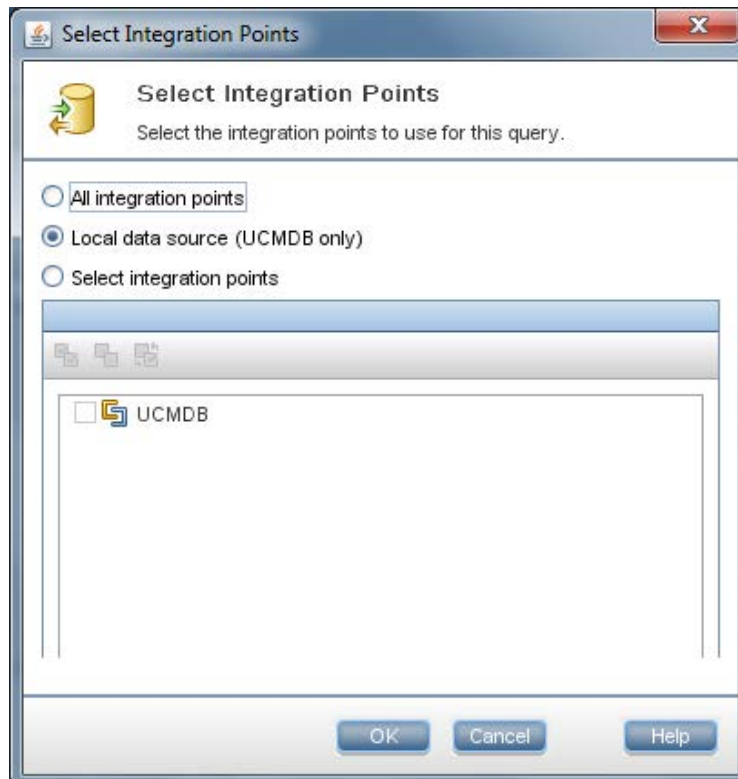 Select Integration Points
Select Integration Points
Select the integration points to use for this query.
All integration points
Local data source (UCMDB only)
Select integration points
UCMDB
OK Cancel Help